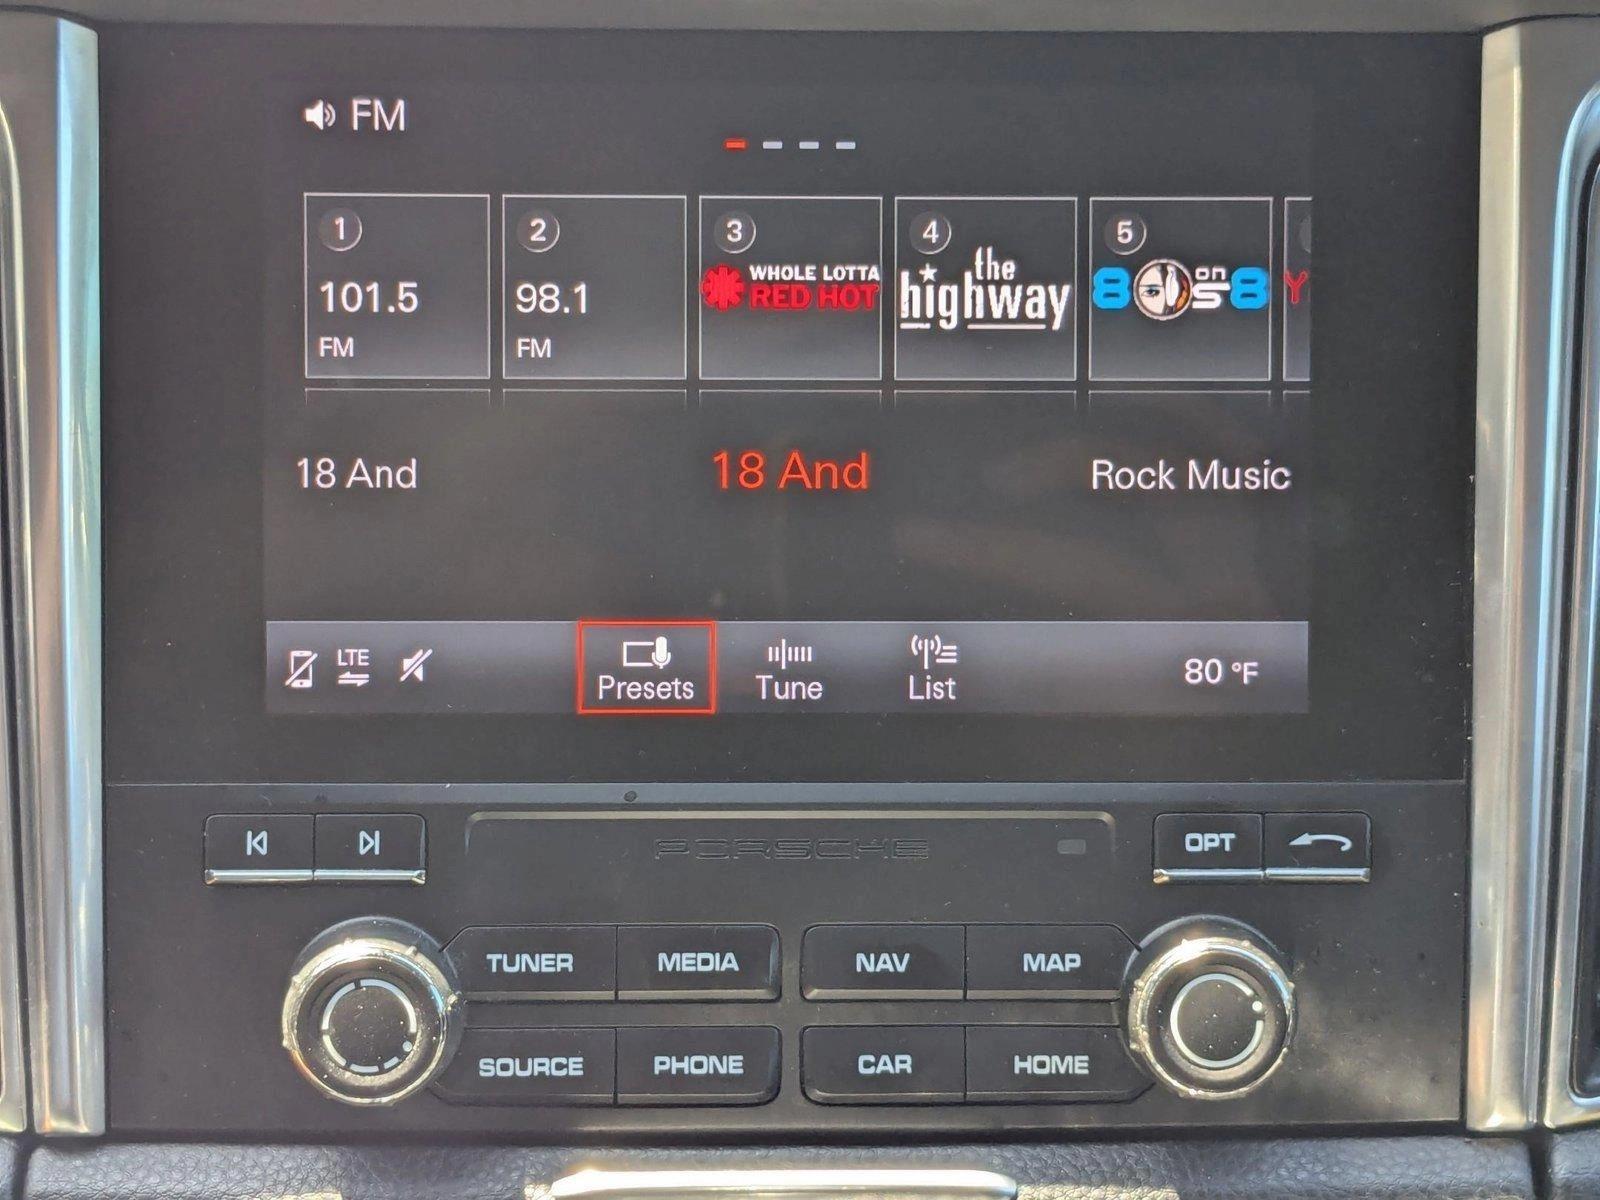 FM
1 2 3 4 5
101.5 98.1 WHOLE LOTTA RED HOT the highway 80s on 8 Y
FM FM
18 And 18 And Rock Music
LTE
Presets Tune List 80 °F
PORSCHE
OPT
TUNER MEDIA NAV MAP
SOURCE PHONE CAR HOME